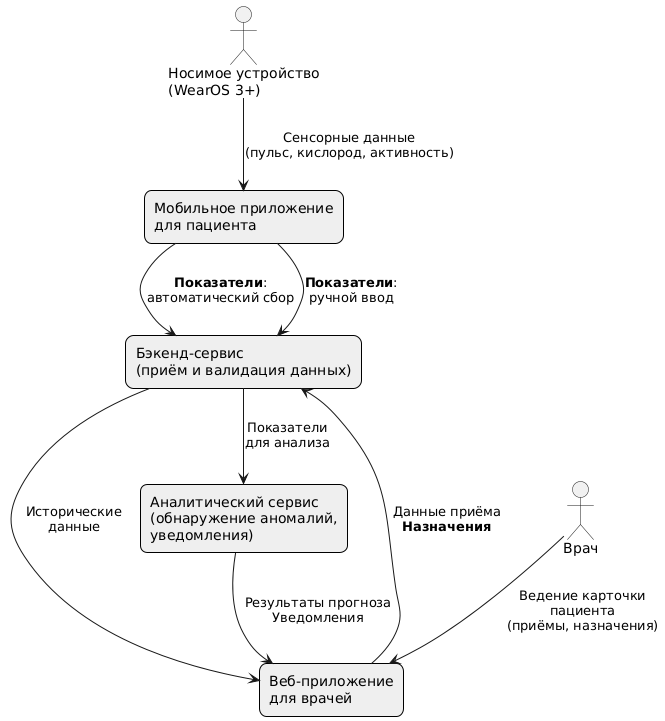 Носимое устройство
(WearOS 3+)
Сенсорные данные
(пульс, кислород, активность)
Мобильное приложение
для пациента
Показатели:
автоматический сбор
Показатели:
ручной ввод
Бэкенд-сервис
(приём и валидация данных)
Показатели
для анализа
Исторические
данные
Аналитический сервис
(обнаружение аномалий,
уведомления)
Данные приёма
Назначения
Врач
Результаты прогноза
Уведомления
Ведение карточки
пациента
(приёмы, назначения)
Веб-приложение
для врачей